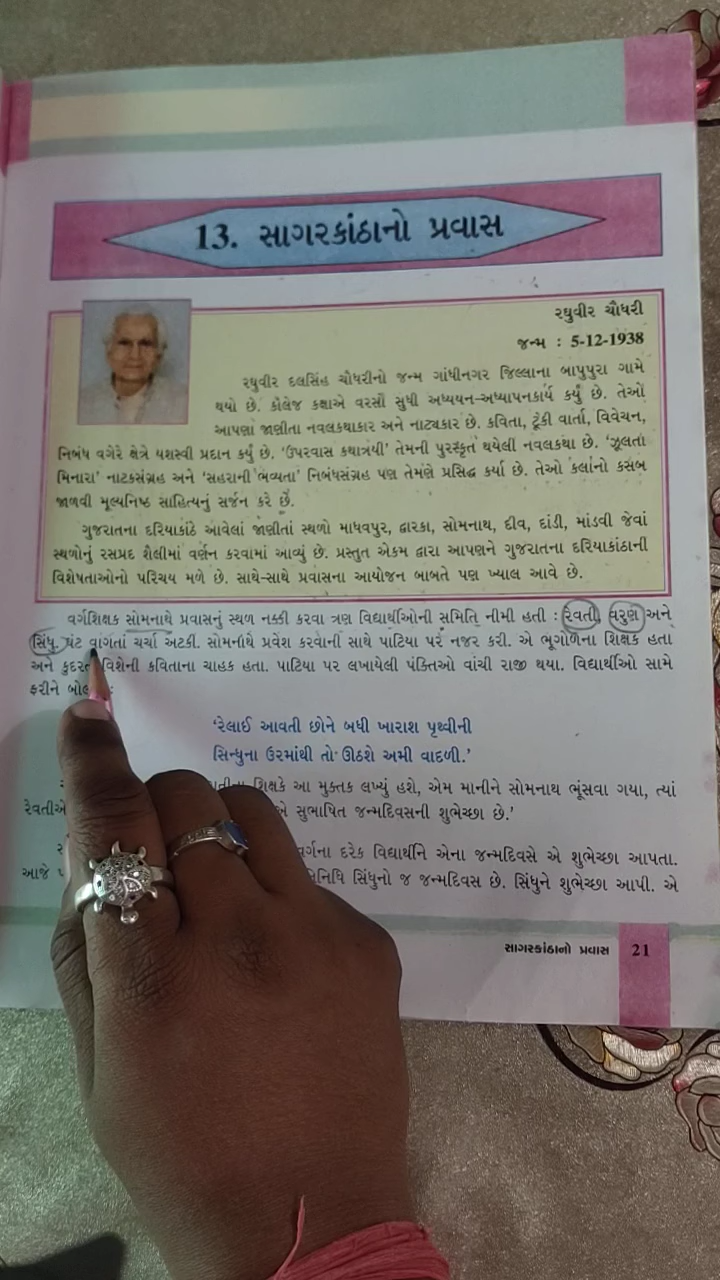 13. સાગરકાંઠાનો પ્રવાસ
રઘુવીર ચૌધરી
જન્મ : 5-12-1938
રઘુવીર દલસિંહ ચૌધરીનો જન્મ ગાંધીનગર જિલ્લાના બાપુપુરા ગામે
થયો છે. કૉલેજ કક્ષાએ વરસો સુધી અધ્યયન-અધ્યાપનકાર્ય કર્યું છે. તેઓ
આપણા જાણીતા નવલકથાકાર અને નાટ્યકાર છે. કવિતા, ટૂંકી વાર્તા, વિવેચન,
નિબંધ વગેરે ક્ષેત્રે યશસ્વી પ્રદાન કર્યું છે. ‘ઉપરવાસ કથાત્રયી’ તેમની પુરસ્કૃત થયેલી નવલકથા છે. ‘ઝૂલતા
મિનારા’ નાટકસંગ્રહ અને ‘સહરાની ભવ્યતા’ નિબંધસંગ્રહ પણ તેમણે પ્રસિદ્ધ કર્યા છે. તેઓ કલાનો કસબ
જાળવી મૂલ્યનિષ્ઠ સાહિત્યનું સર્જન કરે છે.
ગુજરાતના દરિયાકાંઠે આવેલાં જાણીતાં સ્થળો માધવપુર, દ્વારકા, સોમનાથ, દીવ, દાંડી, માંડવી જેવાં
સ્થળોનું રસપ્રદ શૈલીમાં વર્ણન કરવામાં આવ્યું છે. પ્રસ્તુત એકમ દ્વારા આપણને ગુજરાતના દરિયાકાંઠાની
વિશેષતાઓનો પરિચય મળે છે. સાથે-સાથે પ્રવાસના આયોજન બાબતે પણ ખ્યાલ આવે છે.
વર્ગશિક્ષક સોમનાથે પ્રવાસનું સ્થળ નક્કી કરવા ત્રણ વિદ્યાર્થીઓની સમિતિ નીમી હતી : રેવતી, વરુણ અને
સિંધુ. ઘંટ વાગતાં ચર્ચા અટકી. સોમનાથે પ્રવેશ કરવાની સાથે પાટિયા પર નજર કરી. એ ભૂગોળના શિક્ષક હતા
અને કુદરત વિશેની કવિતાના ચાહક હતા. પાટિયા પર લખાયેલી પંક્તિઓ વાંચી રાજી થયા. વિદ્યાર્થીઓ સામે
ફરીને :
‘રેલાઈ આવતી છોને બધી ખારાશ પૃથ્વીની
સિન્ધુના ઉરમાંથી તો ઊઠશે અમી વાદળી.’
શિક્ષકે આ મુક્તક લખ્યું હશે, એમ માનીને સોમનાથ ભૂંસવા ગયા, ત્યાં
રેવતીએ એ સુભાષિત જન્મદિવસની શુભેચ્છા છે.’
વર્ગના દરેક વિદ્યાર્થીને એના જન્મદિવસે એ શુભેચ્છા આપતા.
આજે સિંધુનો જ જન્મદિવસ છે. સિંધુને શુભેચ્છા આપી. એ
સાગરકાંઠાનો પ્રવાસ 21